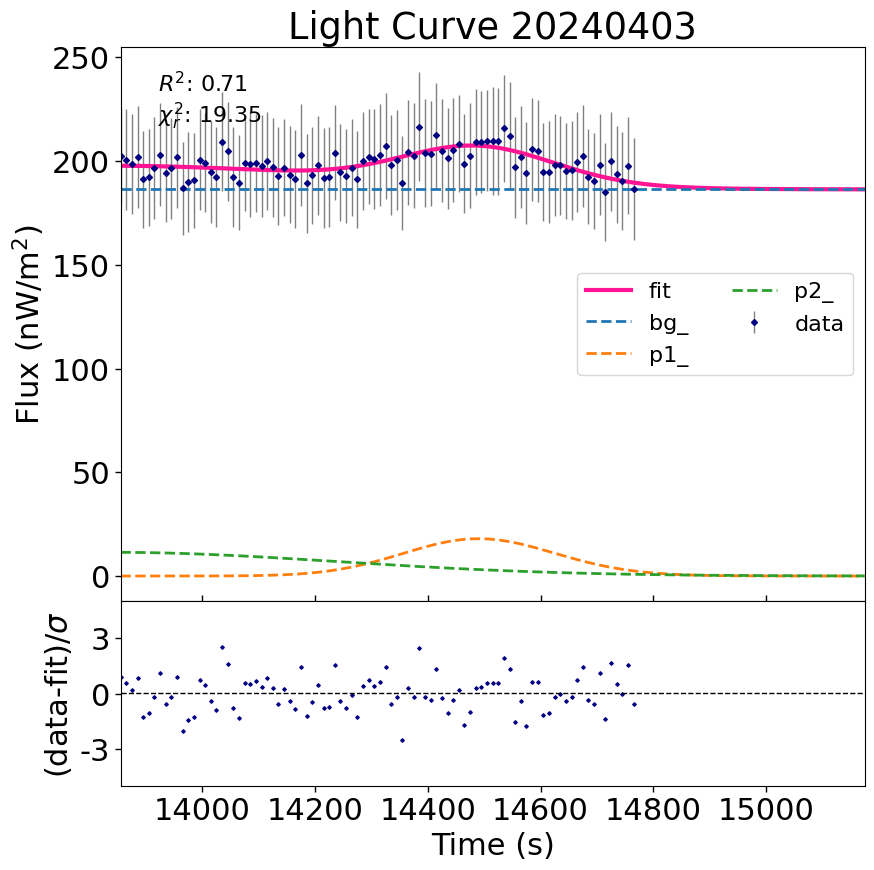 Light Curve 20240403
R²: 0.71
χ²ᵣ: 19.35
250
200
150
100
50
0
Flux (nW/m²)
fit
bg_
p1_
p2_
data
3
0
-3
(data-fit)/σ
14000 14200 14400 14600 14800 15000
Time (s)